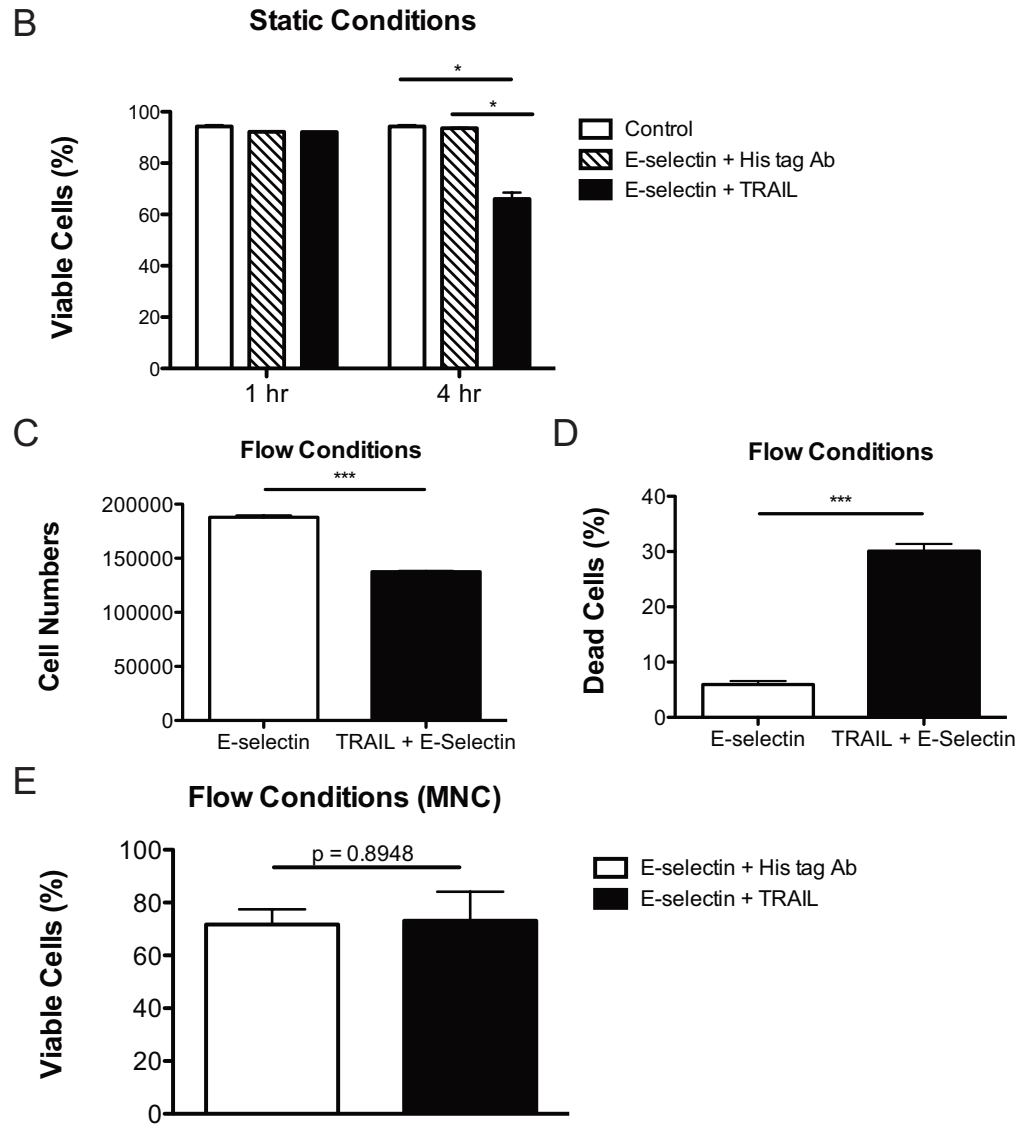 B
Static Conditions
*
*
Viable Cells (%)
100
80
60
40
20
0
1 hr
4 hr
Control
E-selectin + His tag Ab
E-selectin + TRAIL
C
Flow Conditions
***
Cell Numbers
200000
150000
100000
50000
0
E-selectin
TRAIL + E-Selectin
D
Flow Conditions
***
Dead Cells (%)
40
30
20
10
0
E-selectin
TRAIL + E-Selectin
E
Flow Conditions (MNC)
p = 0.8948
Viable Cells (%)
100
80
60
40
20
0
E-selectin + His tag Ab
E-selectin + TRAIL